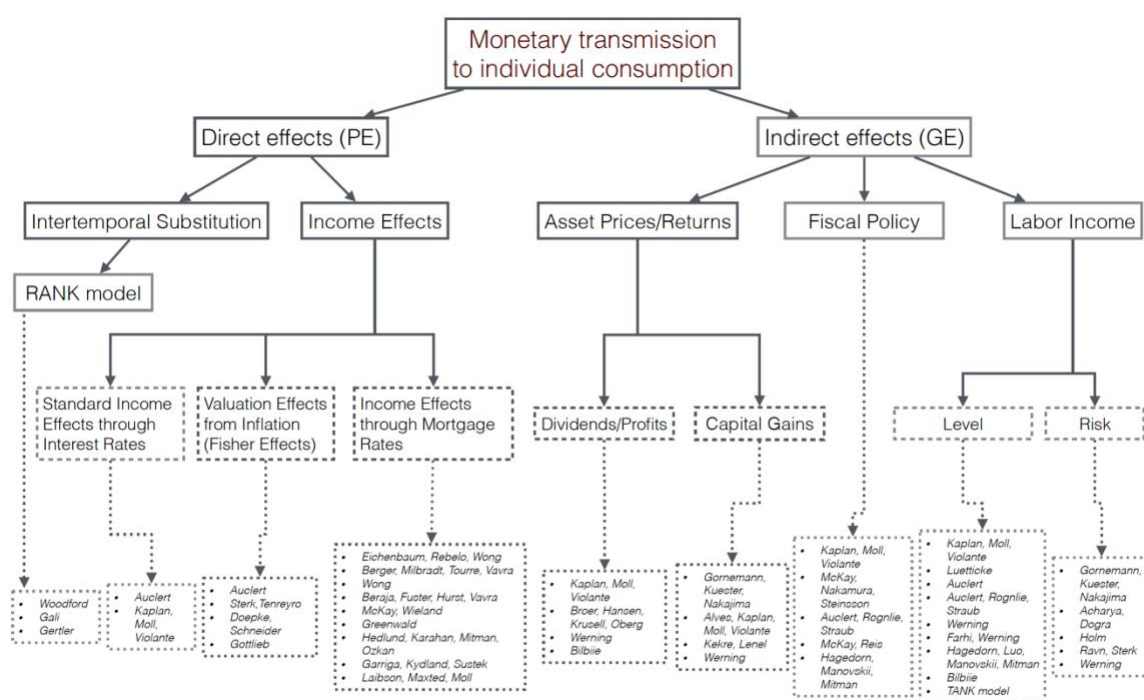 Monetary transmission
to individual consumption
Direct effects (PE)
Indirect effects (GE)
Intertemporal Substitution
Income Effects
Asset Prices/Returns
Fiscal Policy
Labor Income
RANK model
Standard Income
Effects through
Interest Rates
Valuation Effects
from Inflation
(Fisher Effects)
Income Effects
through Mortgage
Rates
Dividends/Profits
Capital Gains
Level
Risk
• Woodford
• Gali
• Gertler
• Auclert
• Kaplan,
Moll,
Violante
• Auclert
• Sterk,Tenreyro
• Doepke,
Schneider
• Gottlieb
• Eichenbaum, Rebelo, Wong
• Berger, Milbradt, Tourre, Vavra
• Wong
• Beraja, Fuster, Hurst, Vavra
• McKay, Wieland
• Greenwald
• Hedlund, Karahan, Mitman,
Ozkan
• Garriga, Kydland, Sustek
• Laibson, Maxted, Moll
• Kaplan, Moll,
Violante
• Broer, Hansen,
Krusell, Oberg
• Werning
• Bilbiie
• Gornemann,
Kuester,
Nakajima
• Alves, Kaplan,
Moll, Violante
• Kekre, Lenel
• Werning
• Kaplan, Moll,
Violante
• McKay,
Nakamura,
Steinsson
• Auclert, Rognlie,
Straub
• McKay, Reis
• Hagedorn,
Manovskii,
Mitman
• Kaplan, Moll,
Violante
• Luetticke
• Auclert
• Auclert, Rognlie,
Straub
• Werning
• Farhi, Werning
• Hagedorn, Luo,
Manovskii, Mitman
• Bilbiie
• TANK model
• Gornemann,
Kuester,
Nakajima
• Acharya,
Dogra
• Holm
• Ravn, Sterk
• Werning